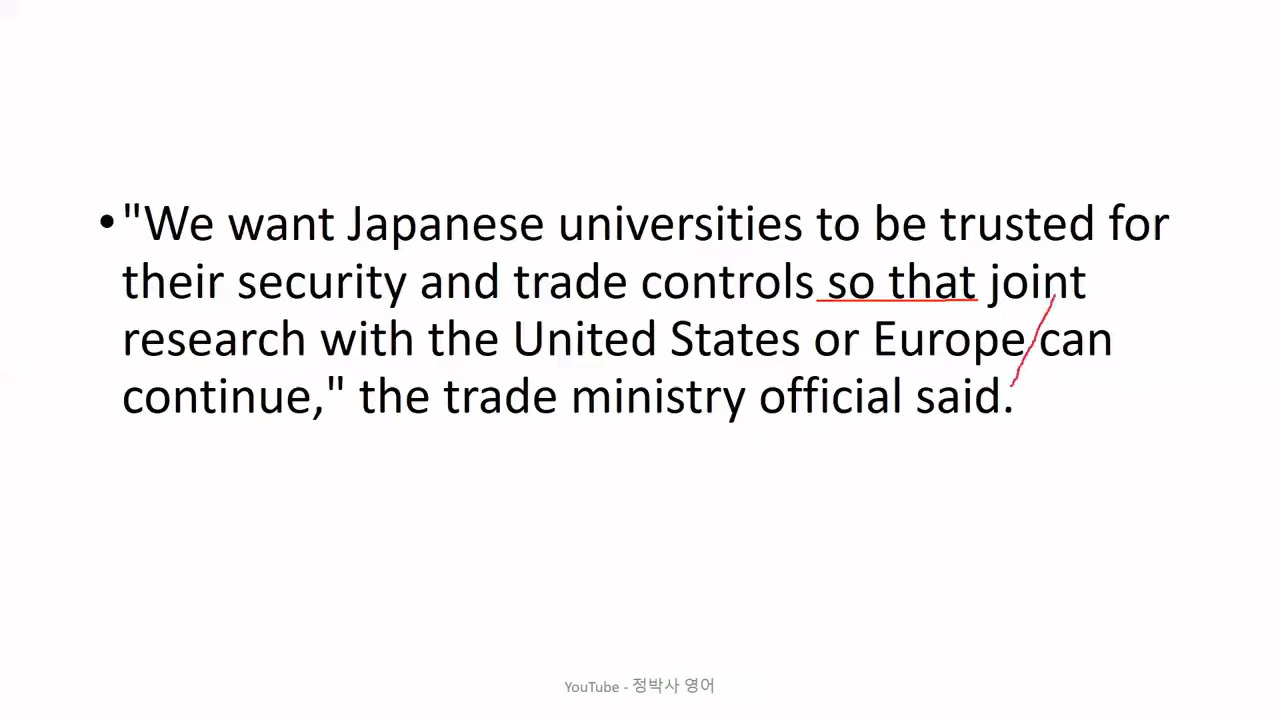 •"We want Japanese universities to be trusted for
their security and trade controls so that joint
research with the United States or Europe can
continue," the trade ministry official said.
YouTube - 정박사 영어